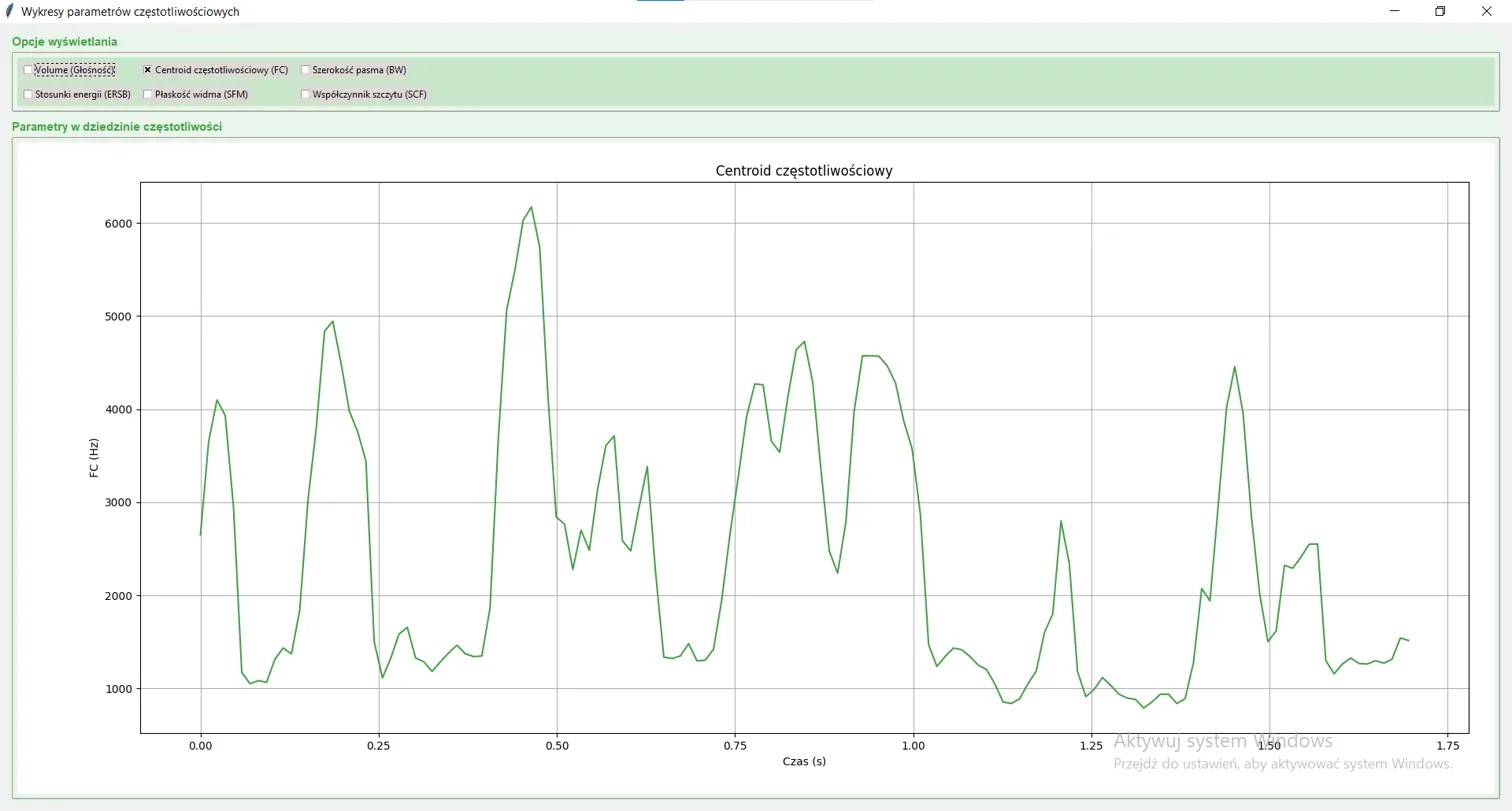 Wykresy parametrów częstotliwościowych
Opcje wyświetlania
Volume (Głośność) Centroid częstotliwościowy (FC) Szerokość pasma (BW)
Stosunki energii (ERSB) Płaskość widma (SFM) Współczynnik szczytu (SCF)
Parametry w dziedzinie częstotliwości
Centroid częstotliwościowy
6000
5000
4000
3000
2000
1000
FC (Hz)
0.00 0.25 0.50 0.75 1.00 1.25 1.50 1.75
Czas (s)
Aktywuj system Windows
Przejdź do ustawień, aby aktywować system Windows.